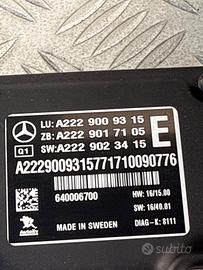 LU: A222 900 93 15
ZB: A222 901 71 05
Q1
SW: A222 902 34 15
E
A2229009315771710090776
640006700
HW: 16/15.00
SW: 16/40.01
MADE IN SWEDEN
DIAG-K: 8111
subito